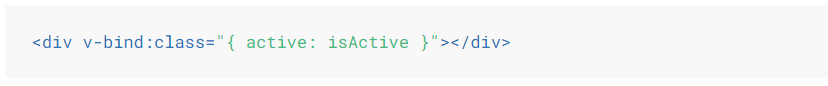 <div v-bind:class="{ active: isActive }"></div>